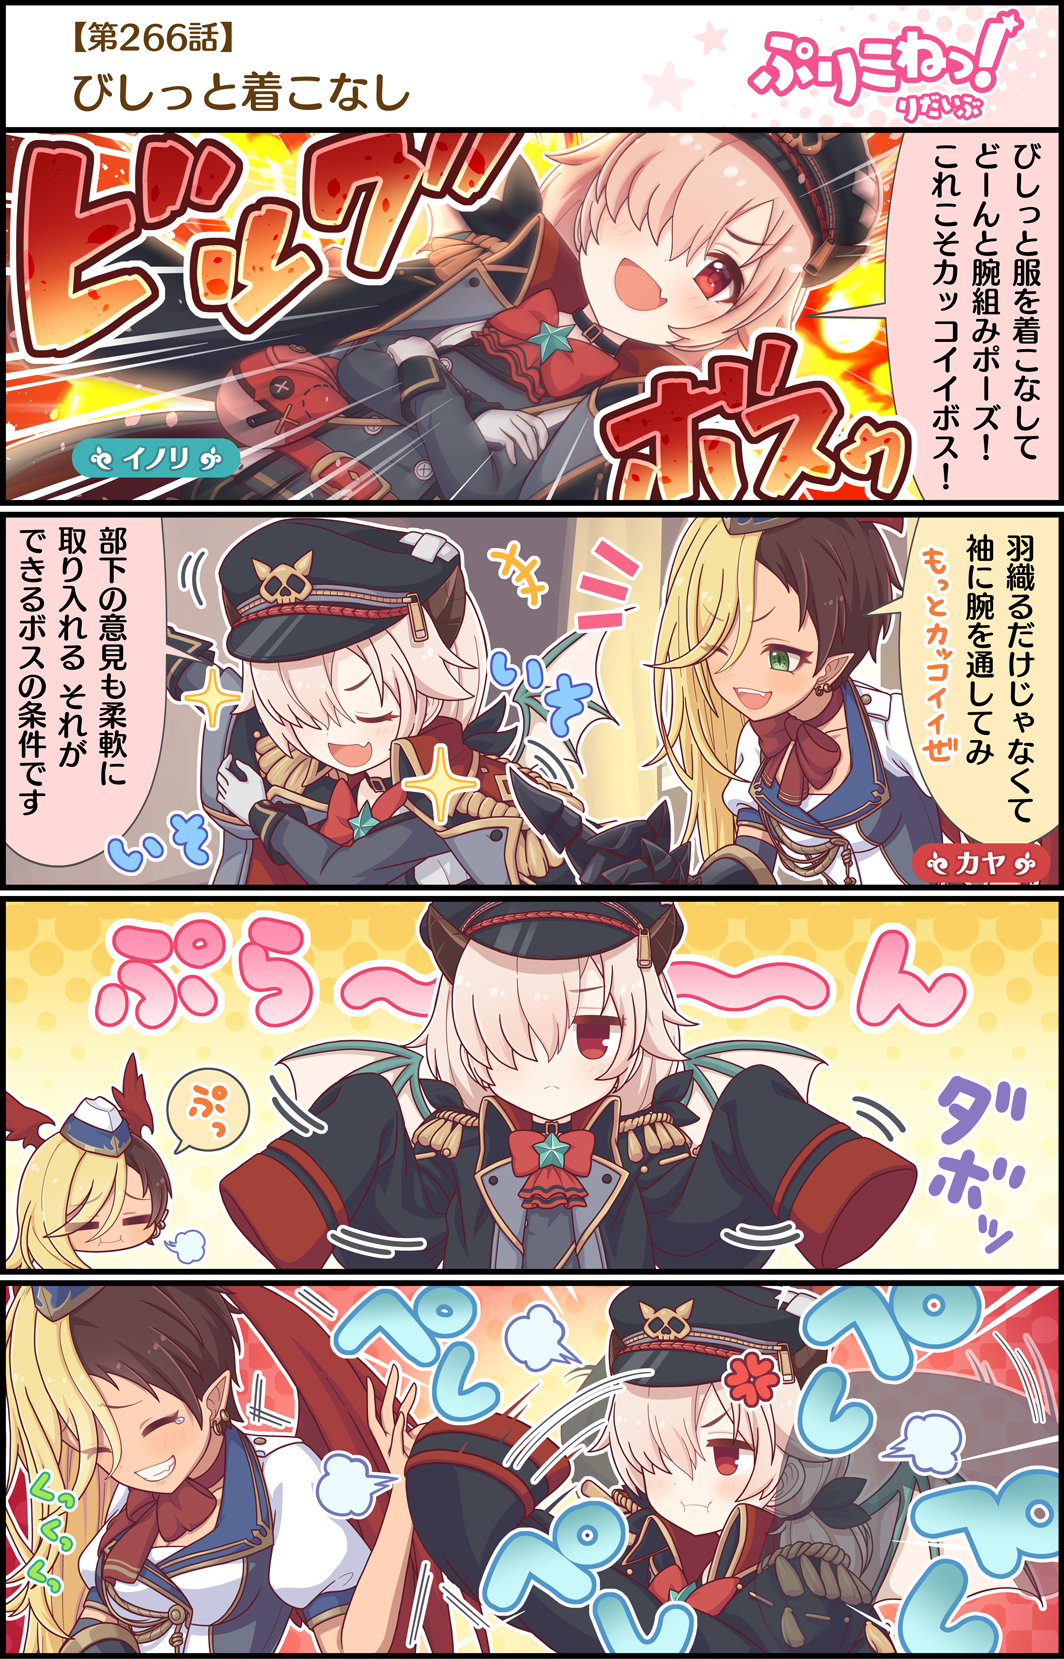 【第266話】
びしっと着こなし
ぷりこねっ!
りだいぶ
びしっと服を着こなして
どーんと腕組みポーズ!
これこそカッコイイボス!
ビッグ
ボスッ
イノリ
羽織るだけじゃなくて
袖に腕を通してみ
もっとカッコイイぜ
カヤ
いそ
いそ
部下の意見も柔軟に
取り入れる それが
できるボスの条件です
ぷら〜〜ん
ぷっ
ダボッ
ペし
ペし
ペし
ペし
くっ
くっ
くっ